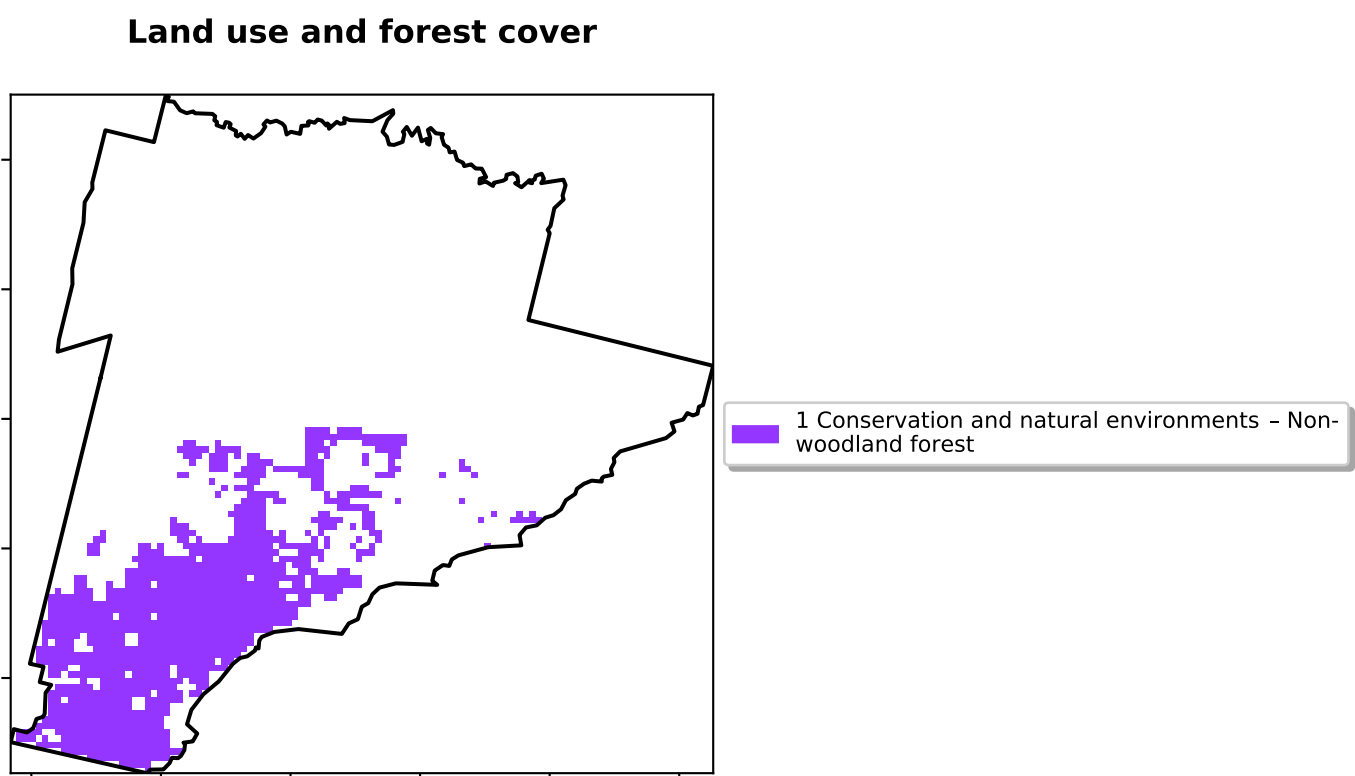 Land use and forest cover
1 Conservation and natural environments – Non-
woodland forest